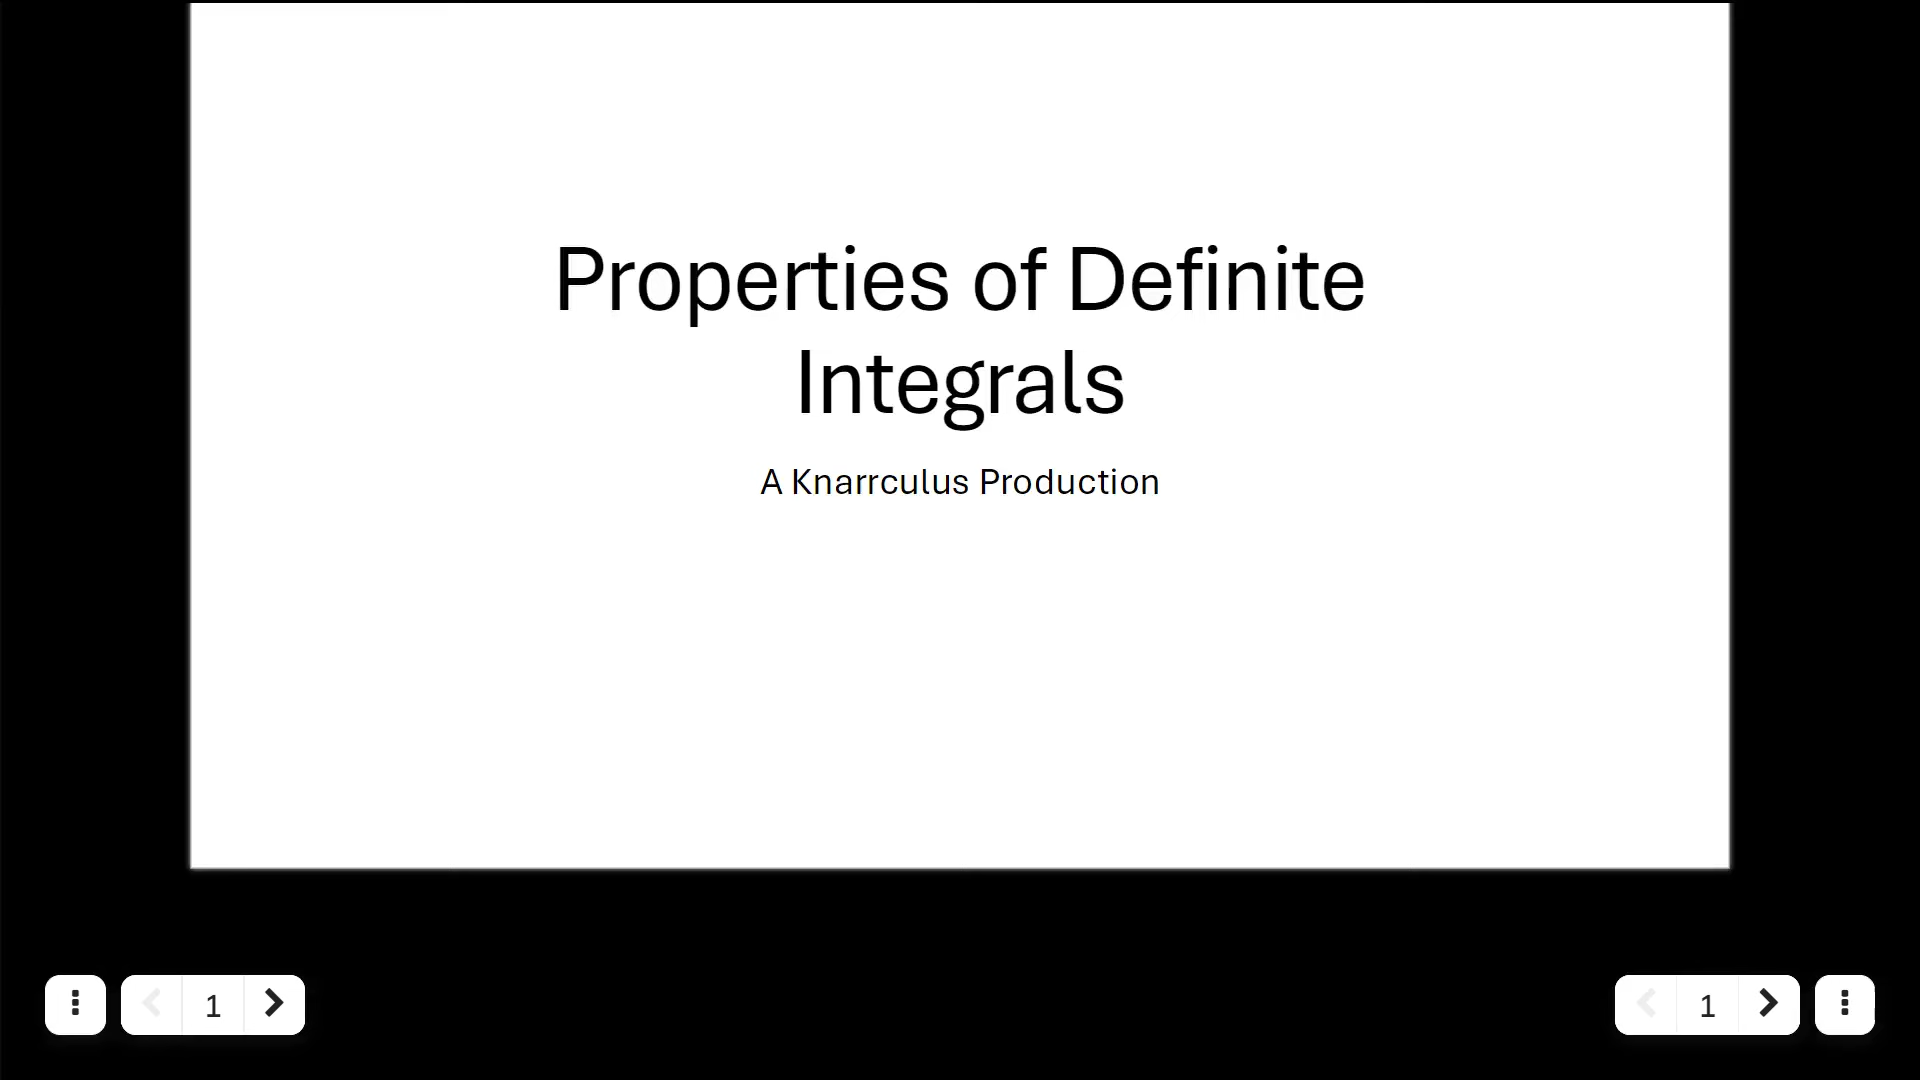 Properties of Definite
Integrals
A Knarrculus Production
1
1